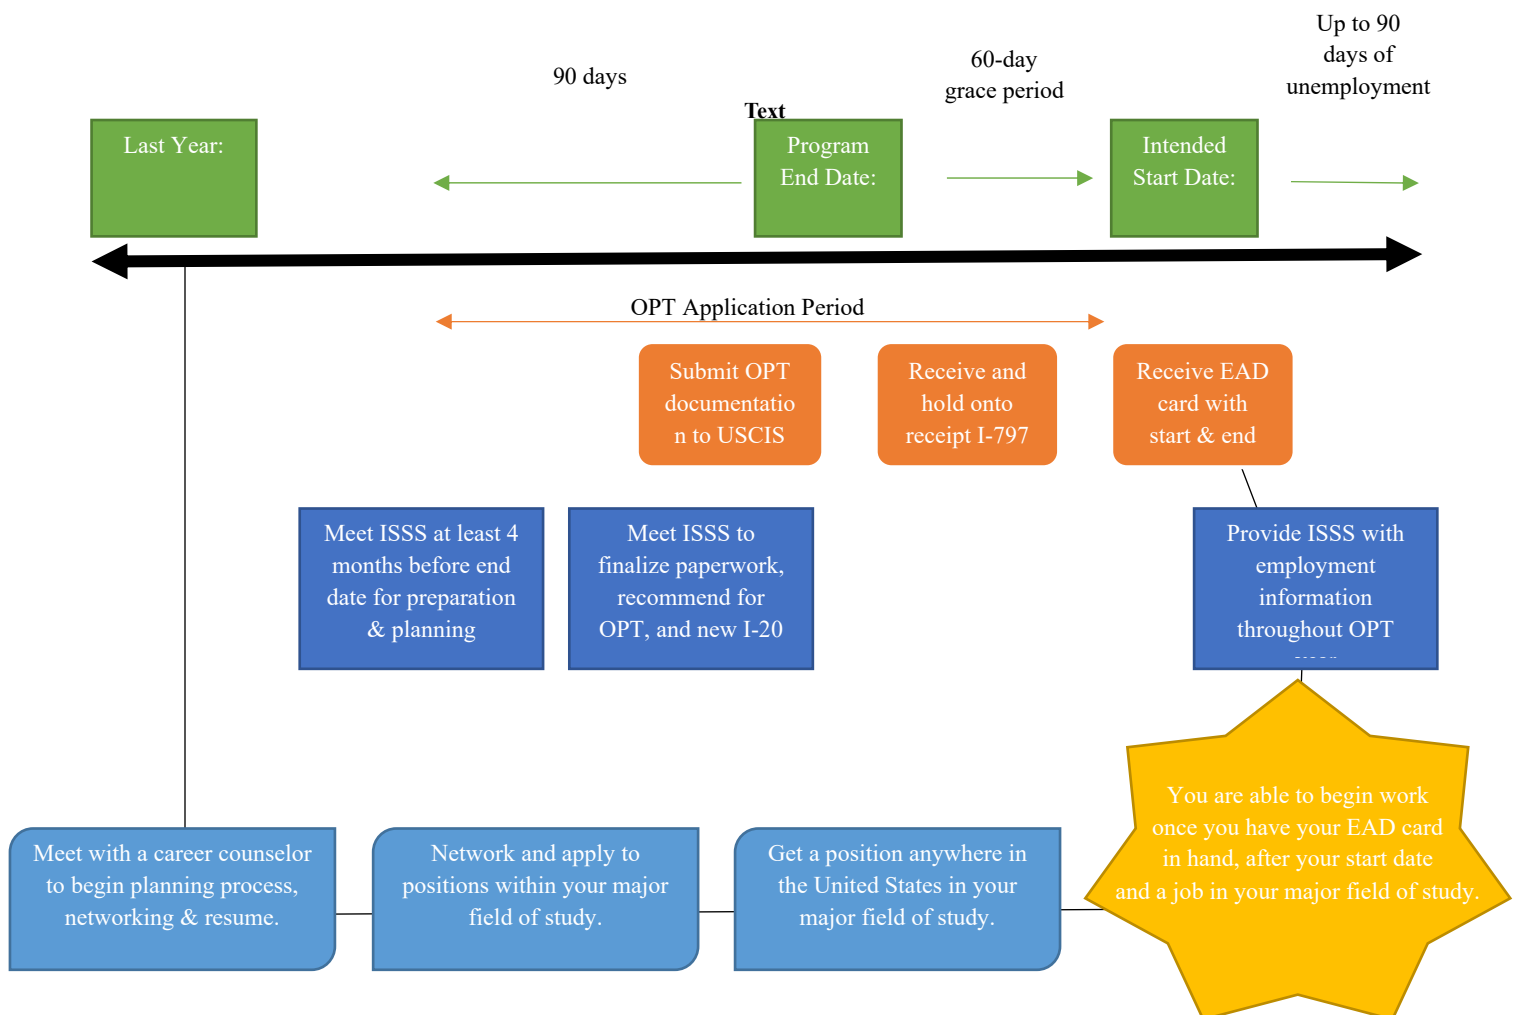 Up to 90
days of
unemployment
60-day
grace period
90 days
Text
Last Year:
Program
End Date:
Intended
Start Date:
OPT Application Period
Submit OPT
documentatio
n to USCIS
Receive and
hold onto
receipt I-797
Receive EAD
card with
start & end
Meet ISSS at least 4
months before end
date for preparation
& planning
Meet ISSS to
finalize paperwork,
recommend for
OPT, and new I-20
Provide ISSS with
employment
information
throughout OPT
You are able to begin work
once you have your EAD card
in hand, after your start date
and a job in your major field of study.
Meet with a career counselor
to begin planning process,
networking & resume.
Network and apply to
positions within your major
field of study.
Get a position anywhere in
the United States in your
major field of study.